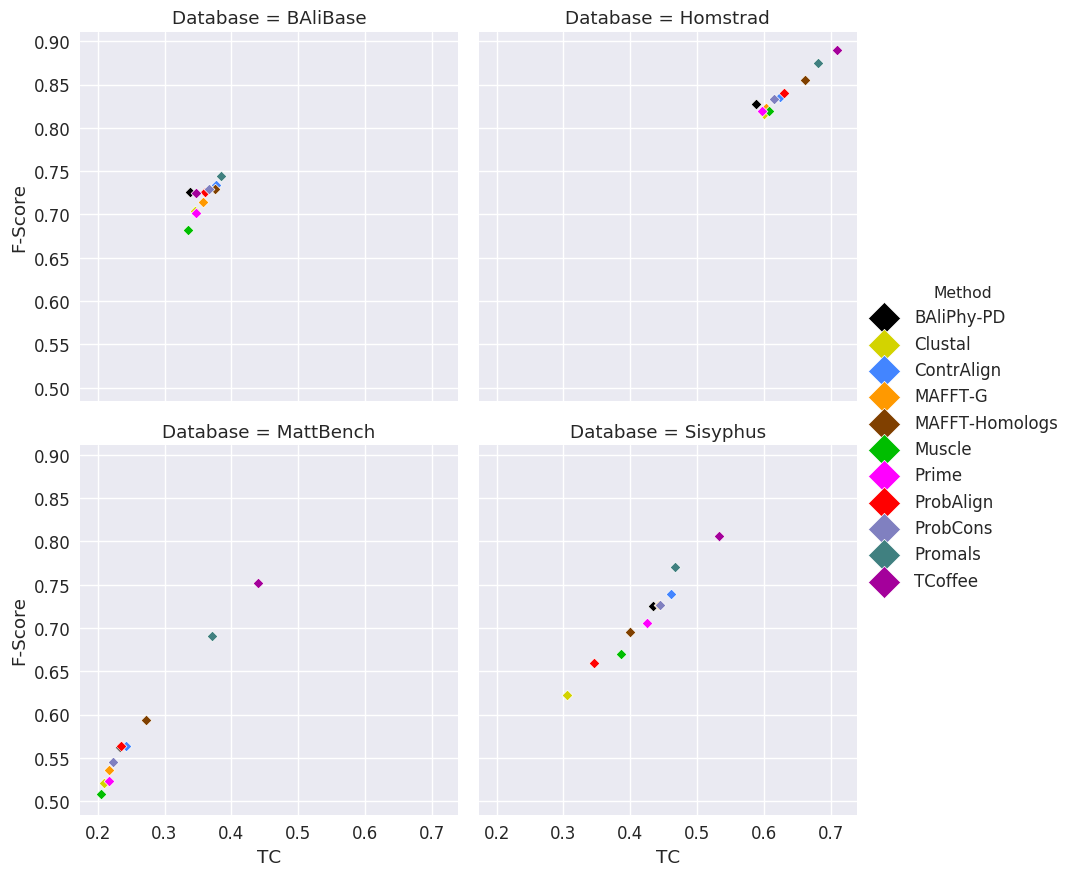 Database = BAliBase
Database = Homstrad
0.90
0.85
0.80
0.75
0.70
0.65
0.60
0.55
0.50
F-Score
Database = MattBench
Database = Sisyphus
0.90
0.85
0.80
0.75
0.70
0.65
0.60
0.55
0.50
F-Score
0.2 0.3 0.4 0.5 0.6 0.7
TC
0.2 0.3 0.4 0.5 0.6 0.7
TC
Method
BAliPhy-PD
Clustal
ContrAlign
MAFFT-G
MAFFT-Homologs
Muscle
Prime
ProbAlign
ProbCons
Promals
TCoffee